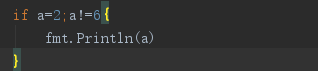 if a=2;a!=6{
    fmt.Println(a)
}